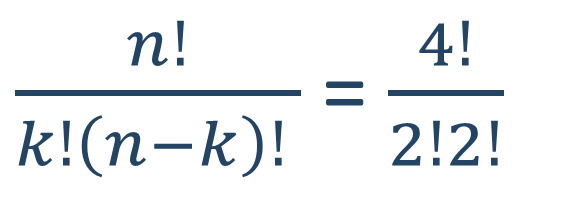 n! / k!(n−k)! = 4! / 2!2!